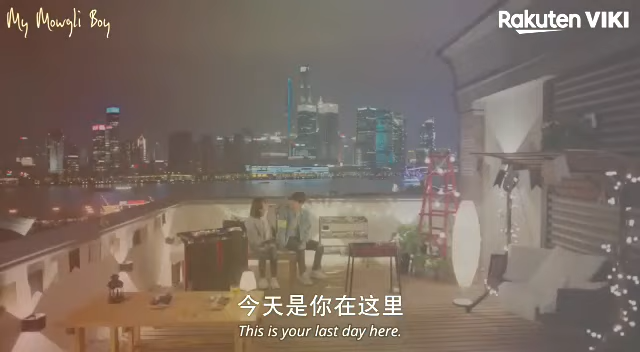 My Mowgli Boy
Rakuten VIKI
今天是你在这里
This is your last day here.